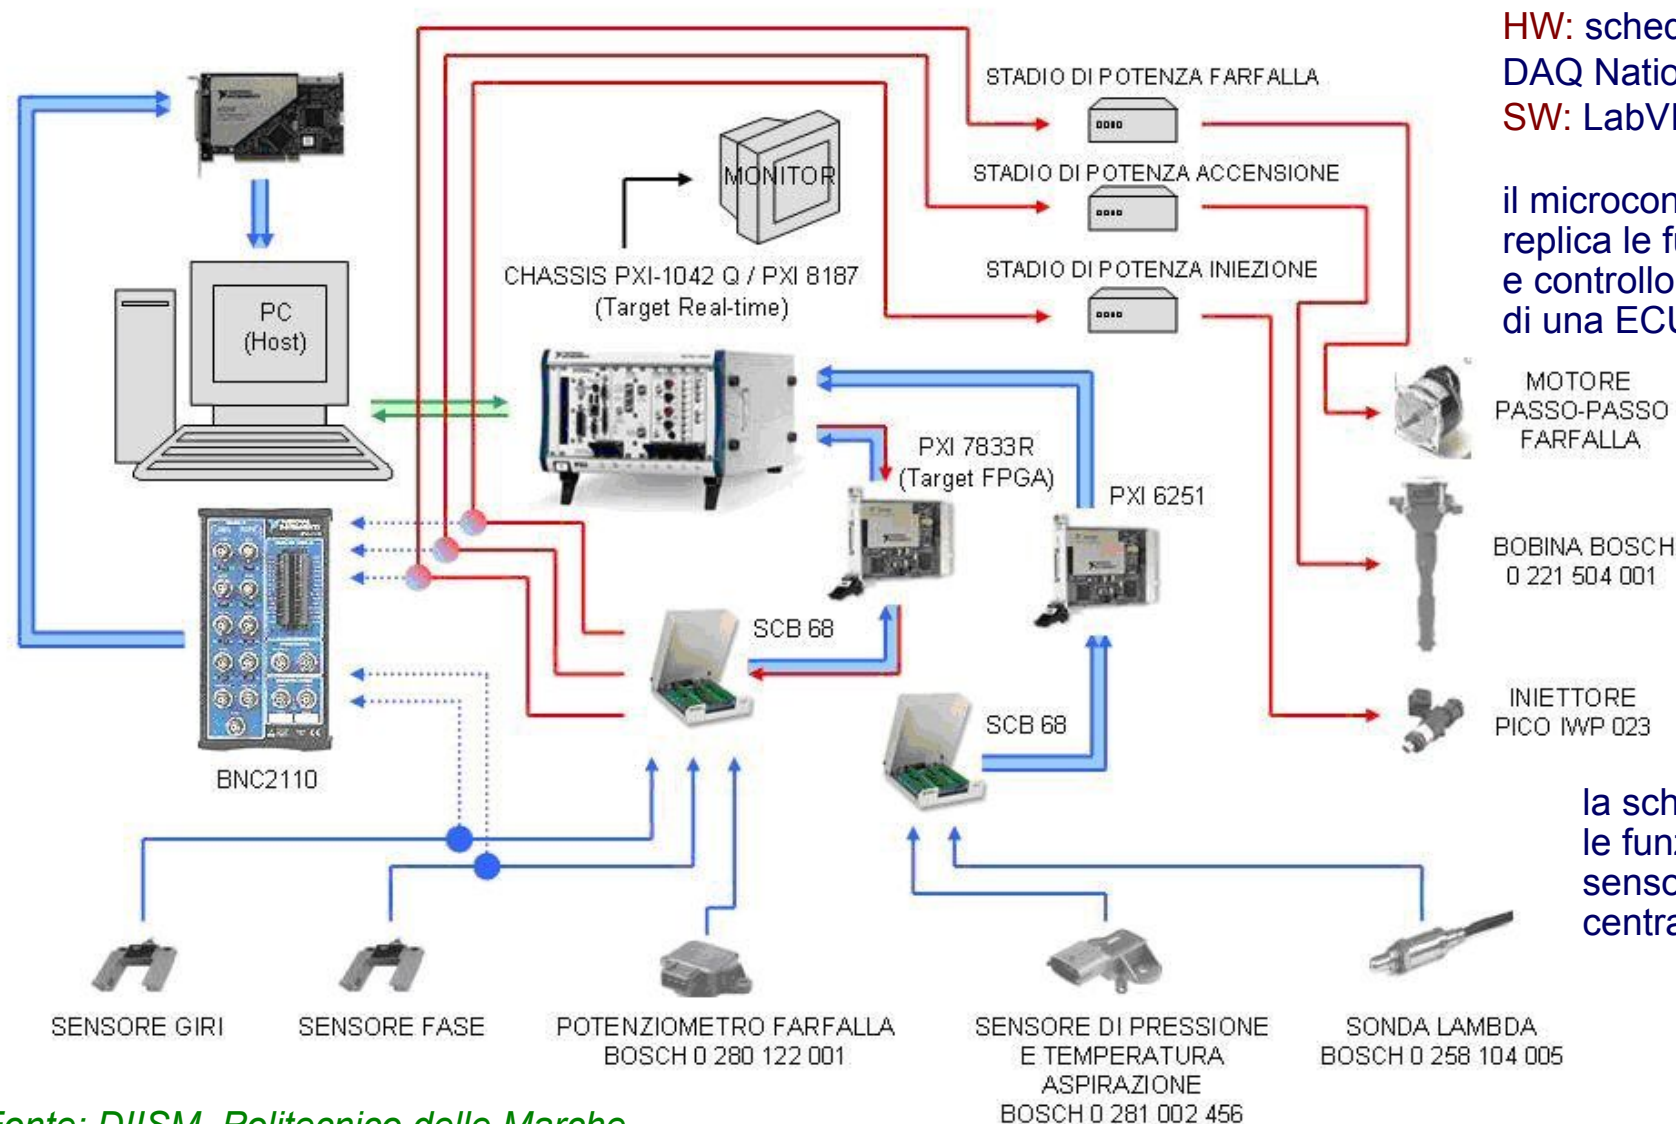 HW: sched
DAQ Natio
SW: LabVI
il microcon
replica le fu
e controllo
di una ECU
STADIO DI POTENZA FARFALLA
STADIO DI POTENZA ACCENSIONE
STADIO DI POTENZA INIEZIONE
MONITOR
CHASSIS PXI-1042 Q / PXI 8187
(Target Real-time)
PC
(Host)
MOTORE
PASSO-PASSO
FARFALLA
PXI 7833R
(Target FPGA)
PXI 6251
BOBINA BOSCH
0 221 504 001
SCB 68
SCB 68
INIETTORE
PICO IWP 023
BNC2110
la sch
le funz
senso
centra
SENSORE GIRI
SENSORE FASE
POTENZIOMETRO FARFALLA
BOSCH 0 280 122 001
SENSORE DI PRESSIONE
E TEMPERATURA
ASPIRAZIONE
BOSCH 0 281 002 456
SONDA LAMBDA
BOSCH 0 258 104 005
Fonte: DIISM, Politecnico delle Marche